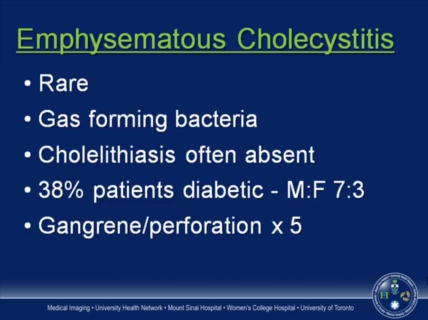 Emphysematous Cholecystitis
• Rare
• Gas forming bacteria
• Cholelithiasis often absent
• 38% patients diabetic - M:F 7:3
• Gangrene/perforation x 5
Medical Imaging • University Health Network • Mount Sinai Hospital • Women's College Hospital • University of Toronto